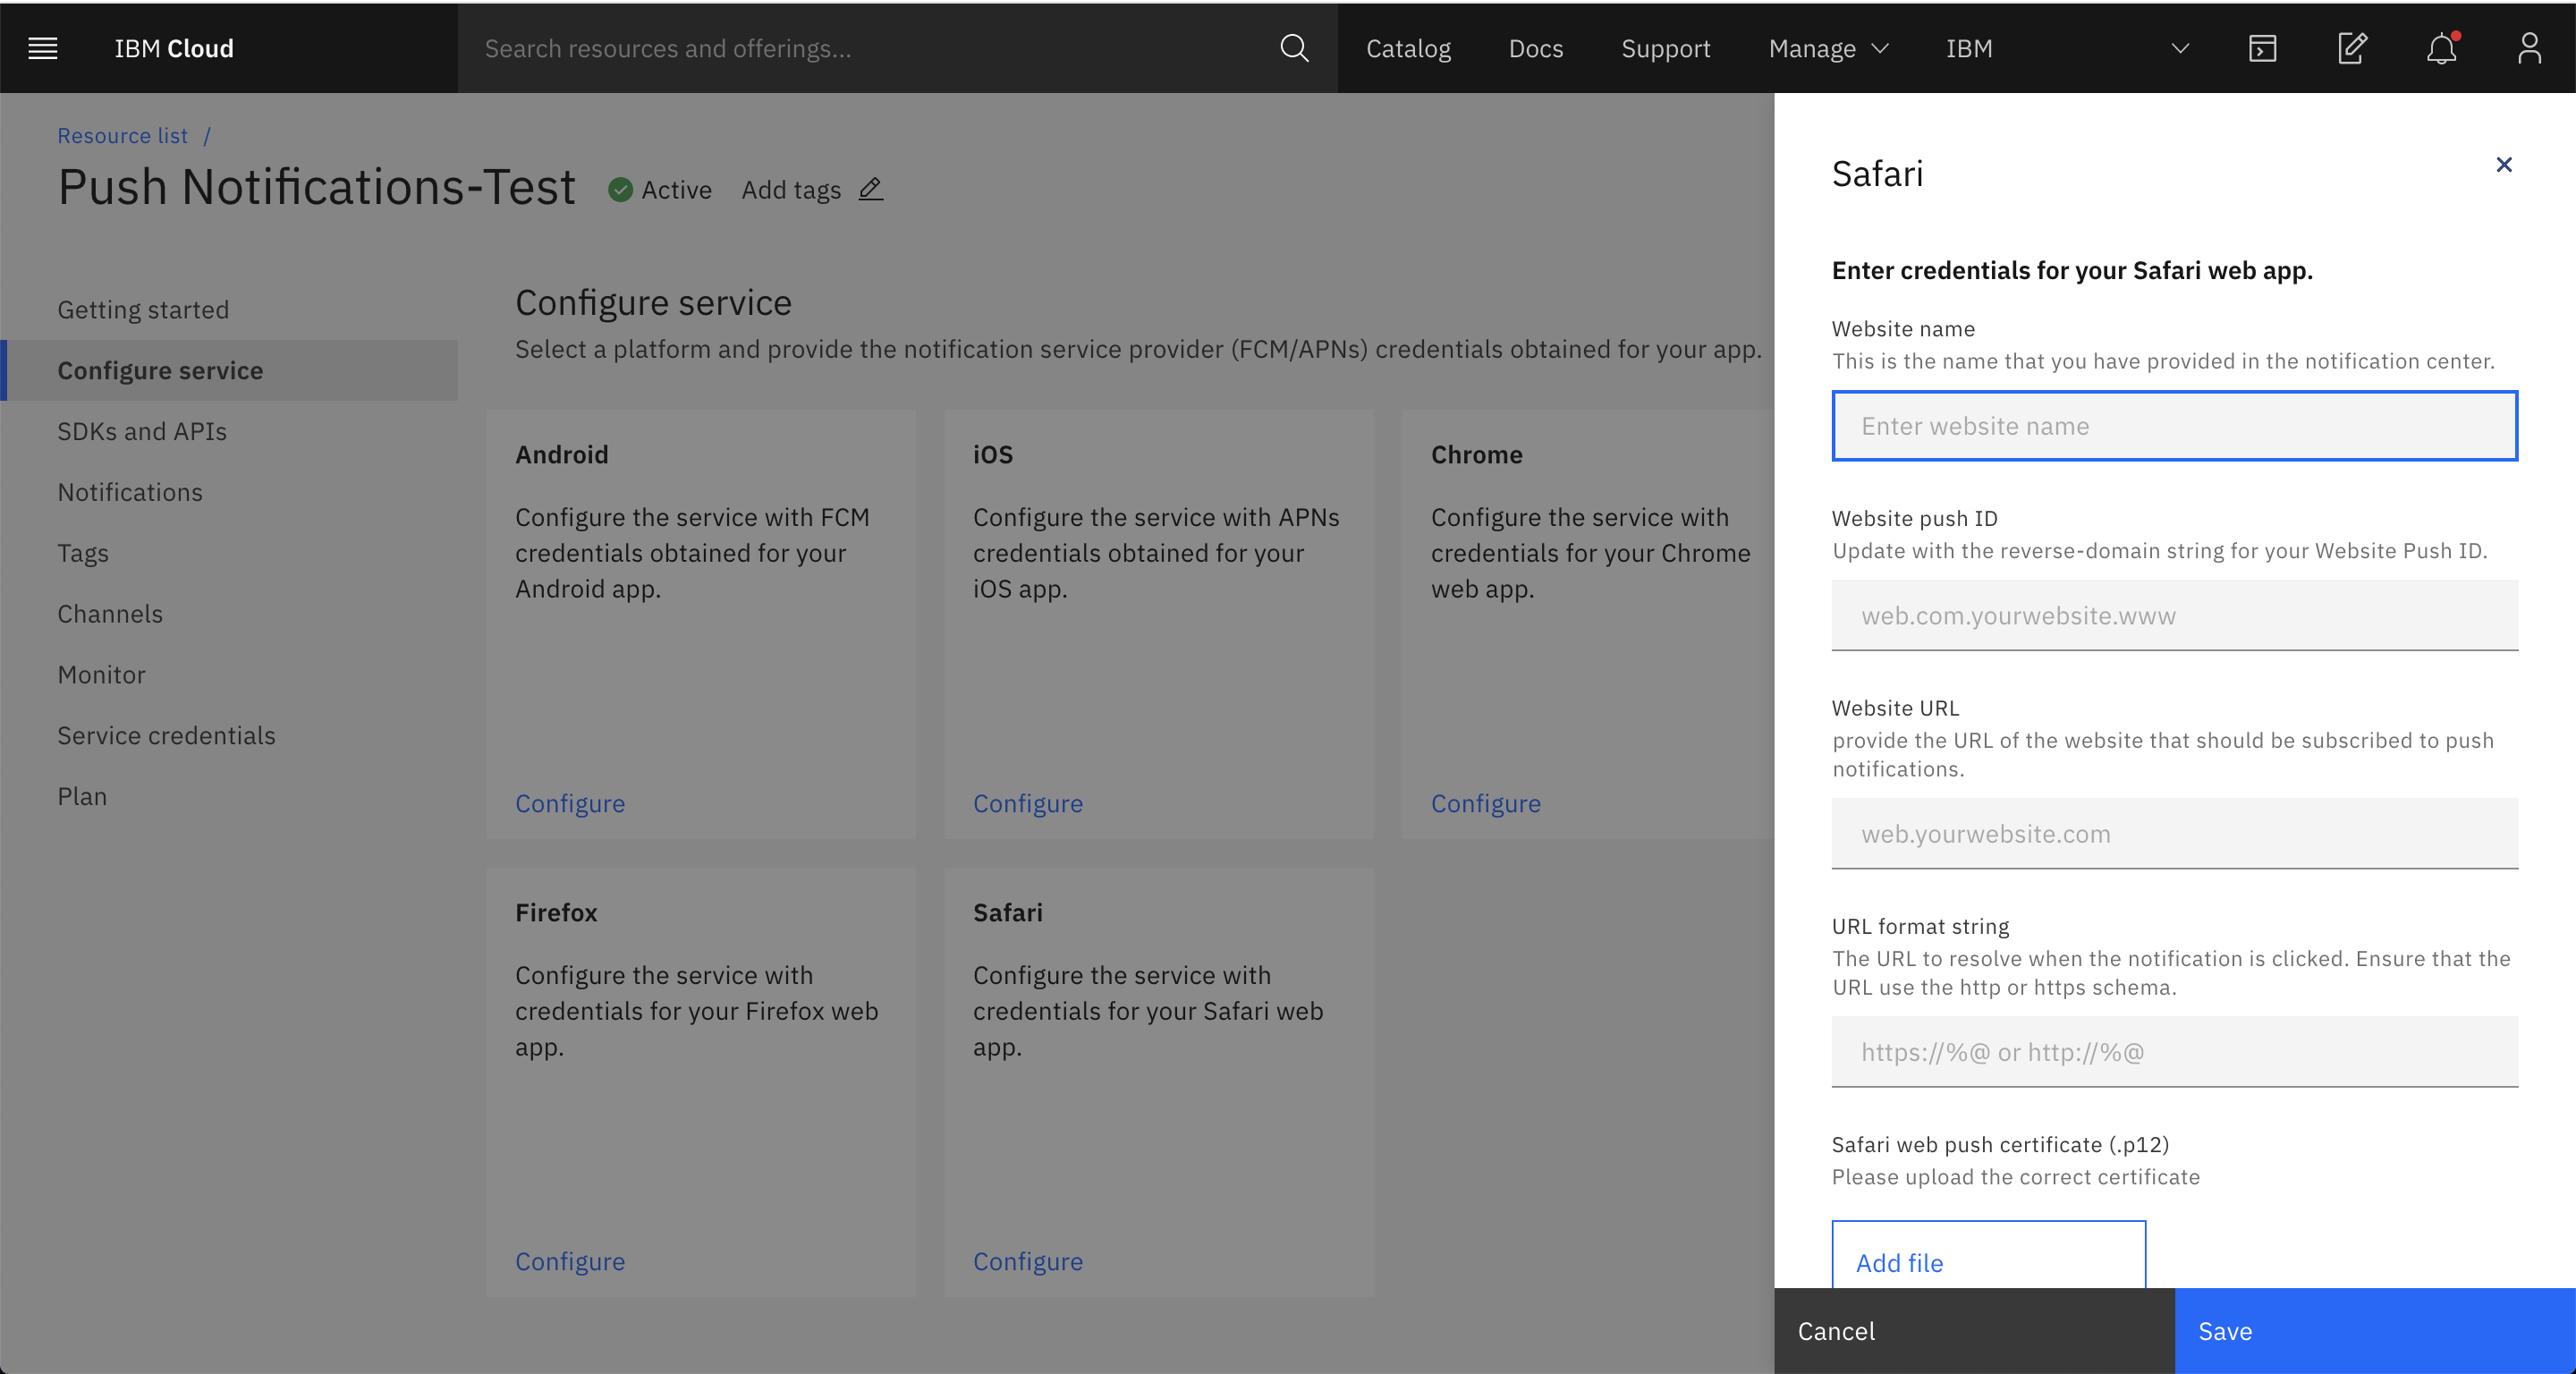 IBM Cloud
Search resources and offerings...
Catalog
Docs
Support
Manage
IBM
Resource list /
Push Notifications-Test
Active
Add tags
Getting started
Configure service
SDKs and APIs
Notifications
Tags
Channels
Monitor
Service credentials
Plan
Configure service
Select a platform and provide the notification service provider (FCM/APNs) credentials obtained for your app.
Android
Configure the service with FCM
credentials obtained for your
Android app.
Configure
iOS
Configure the service with APNs
credentials obtained for your
iOS app.
Configure
Chrome
Configure the service with
credentials for your Chrome
web app.
Configure
Firefox
Configure the service with
credentials for your Firefox web
app.
Configure
Safari
Configure the service with
credentials for your Safari web
app.
Configure
Safari
Enter credentials for your Safari web app.
Website name
This is the name that you have provided in the notification center.
Enter website name
Website push ID
Update with the reverse-domain string for your Website Push ID.
web.com.yourwebsite.www
Website URL
provide the URL of the website that should be subscribed to push
notifications.
web.yourwebsite.com
URL format string
The URL to resolve when the notification is clicked. Ensure that the
URL use the http or https schema.
https://%@ or http://%@
Safari web push certificate (.p12)
Please upload the correct certificate
Add file
Cancel
Save